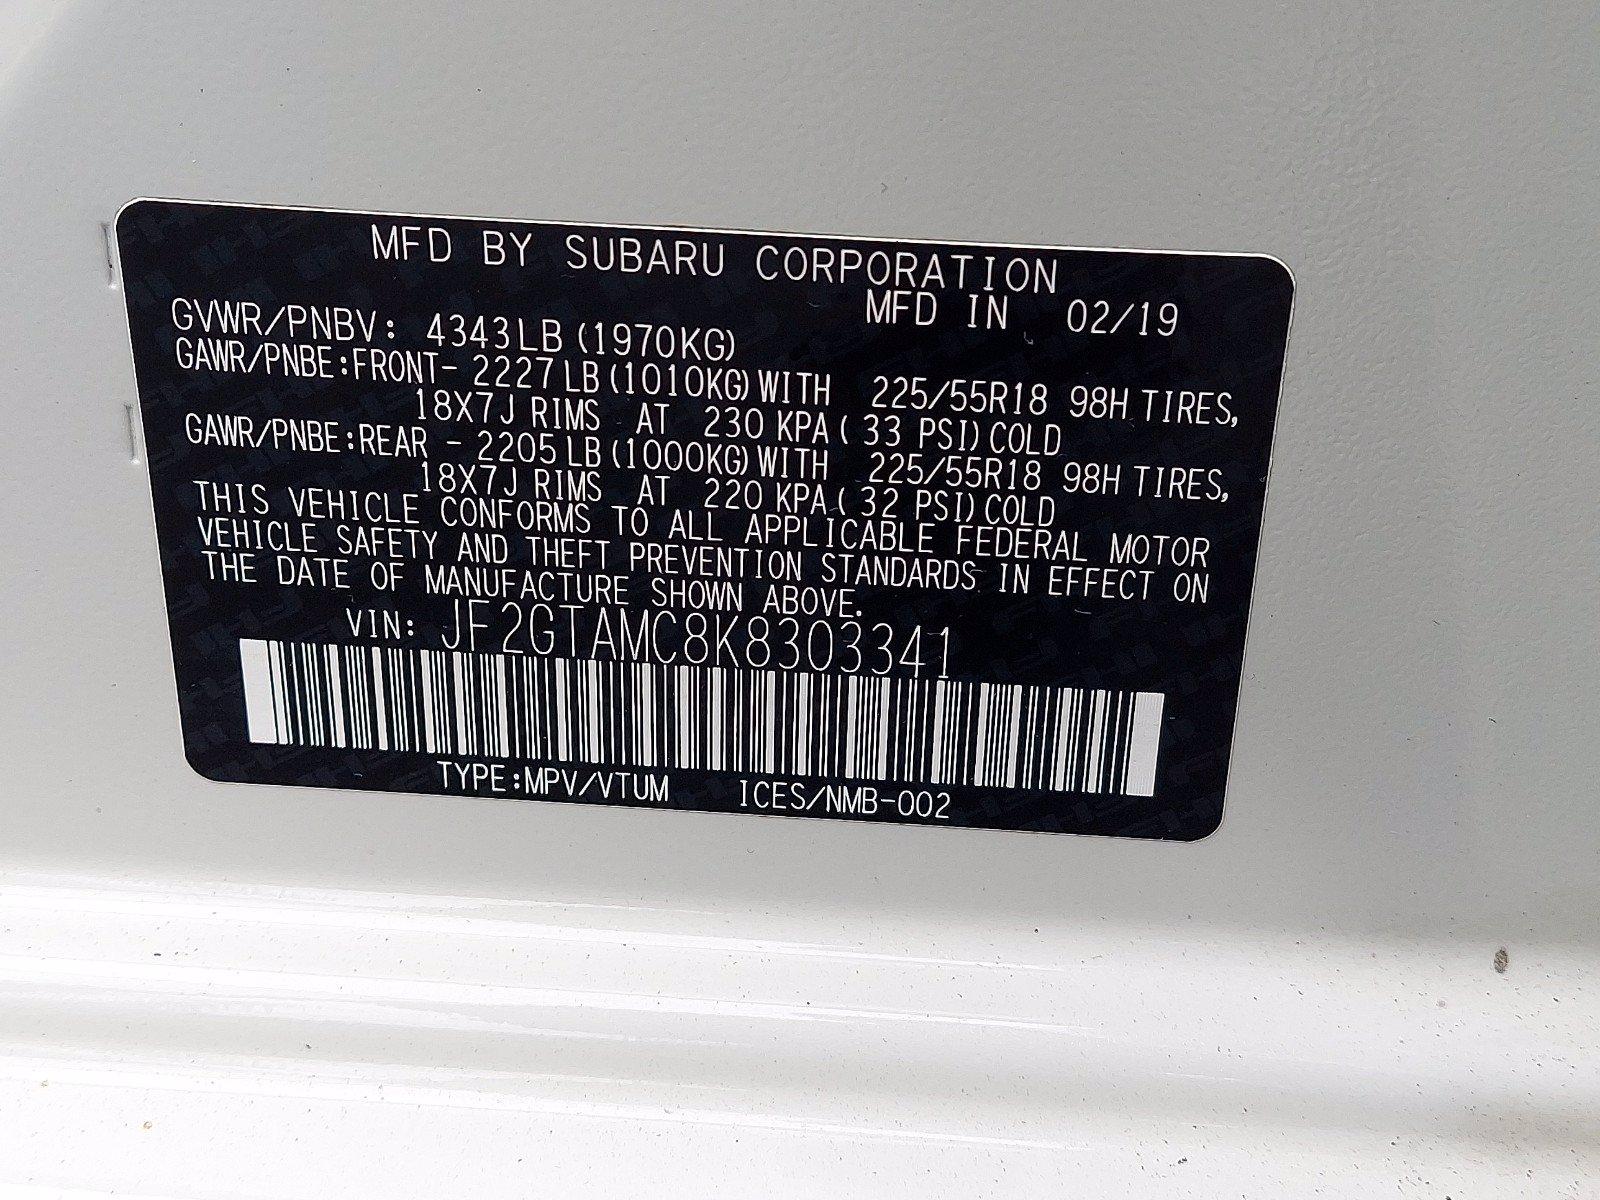 MFD BY SUBARU CORPORATION
MFD IN 02/19
GVWR/PNBV: 4343LB (1970KG)
GAWR/PNBE:FRONT- 2227LB (1010KG) WITH 225/55R18 98H TIRES,
18X7J RIMS AT 230 KPA ( 33 PSI) COLD
GAWR/PNBE:REAR - 2205LB (1000KG) WITH 225/55R18 98H TIRES,
18X7J RIMS AT 220 KPA ( 32 PSI) COLD
THIS VEHICLE CONFORMS TO ALL APPLICABLE FEDERAL MOTOR
VEHICLE SAFETY AND THEFT PREVENTION STANDARDS IN EFFECT ON
THE DATE OF MANUFACTURE SHOWN ABOVE.
VIN: JF2GTAMC8K8303341
TYPE:MPV/VTUM ICES/NMB-002